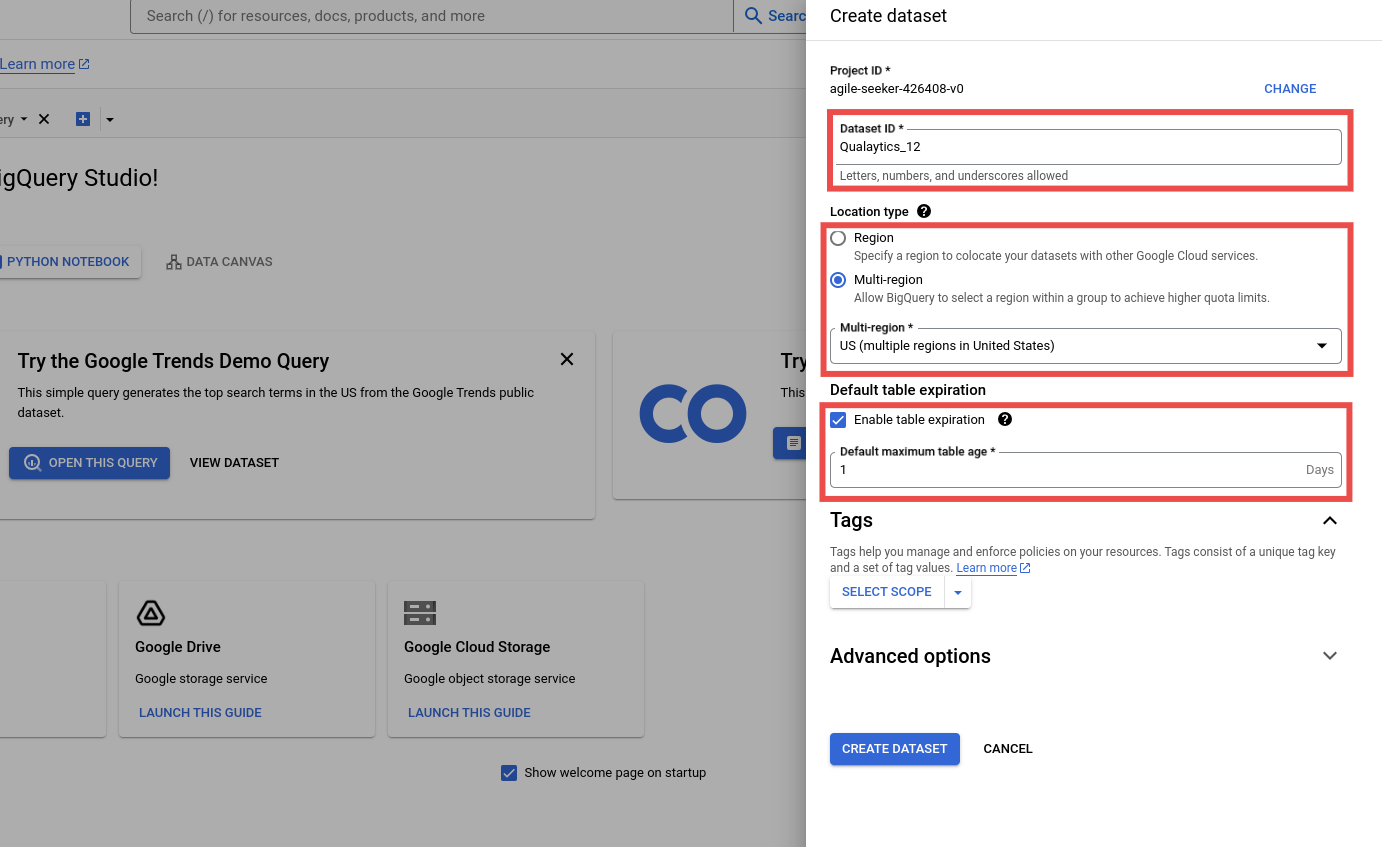 Search (/) for resources, docs, products, and more
Learn more
igQuery Studio!
PYTHON NOTEBOOK
DATA CANVAS
Try the Google Trends Demo Query
This simple query generates the top search terms in the US from the Google Trends public
dataset.
OPEN THIS QUERY
VIEW DATASET
Try
This
Google Drive
Google storage service
LAUNCH THIS GUIDE
Google Cloud Storage
Google object storage service
LAUNCH THIS GUIDE
Show welcome page on startup
Create dataset
Project ID *
agile-seeker-426408-v0
CHANGE
Dataset ID *
Qualaytics_12
Letters, numbers, and underscores allowed
Location type
Region
Specify a region to colocate your datasets with other Google Cloud services.
Multi-region
Allow BigQuery to select a region within a group to achieve higher quota limits.
Multi-region *
US (multiple regions in United States)
Default table expiration
Enable table expiration
Default maximum table age *
1 Days
Tags
Tags help you manage and enforce policies on your resources. Tags consist of a unique tag key
and a set of tag values. Learn more
SELECT SCOPE
Advanced options
CREATE DATASET
CANCEL